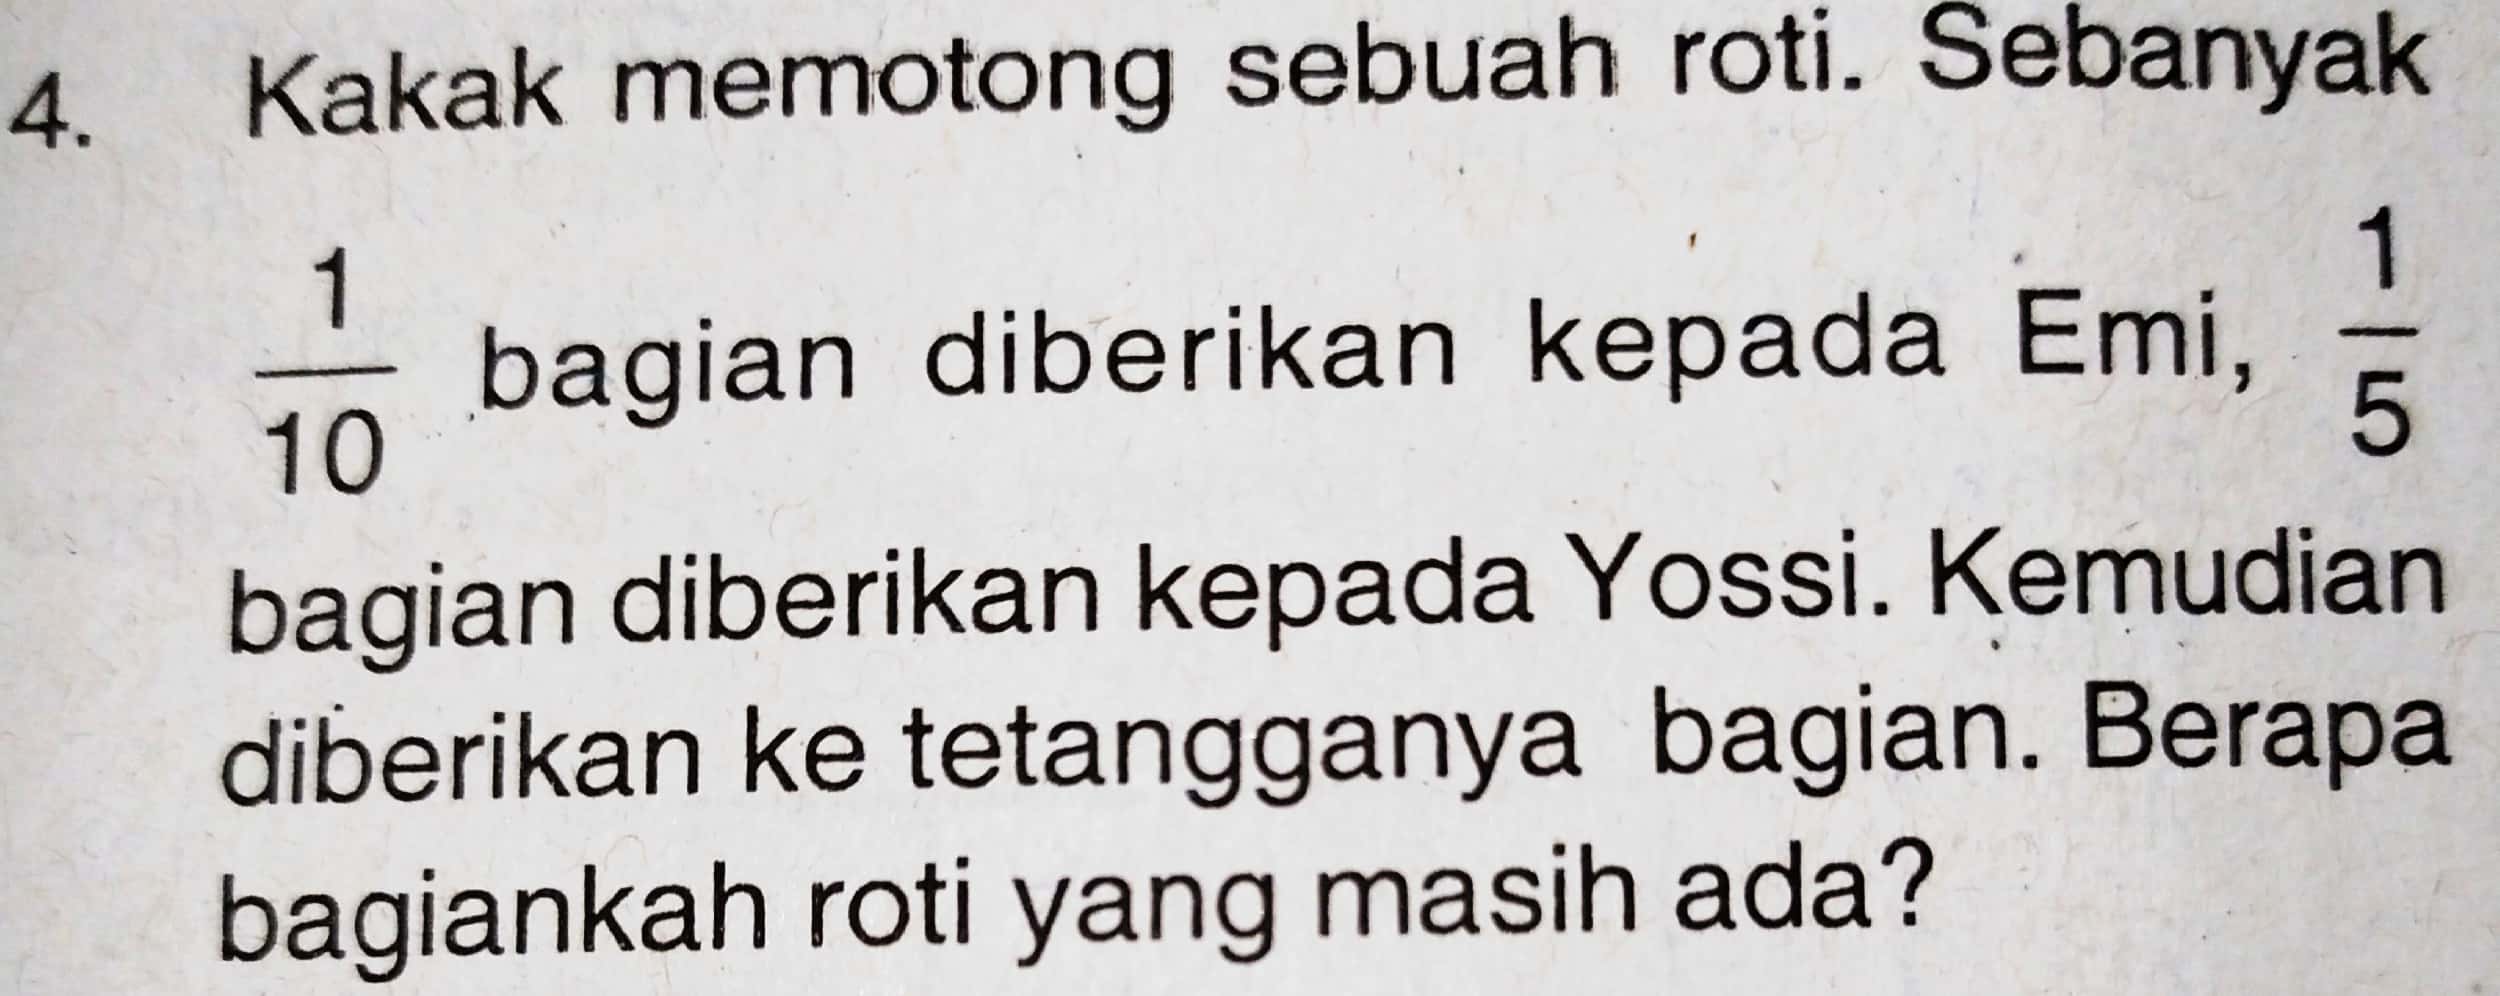 4. Kakak memotong sebuah roti. Sebanyak
1/10 bagian diberikan kepada Emi, 1/5
bagian diberikan kepada Yossi. Kemudian
diberikan ke tetangganya bagian. Berapa
bagiankah roti yang masih ada?